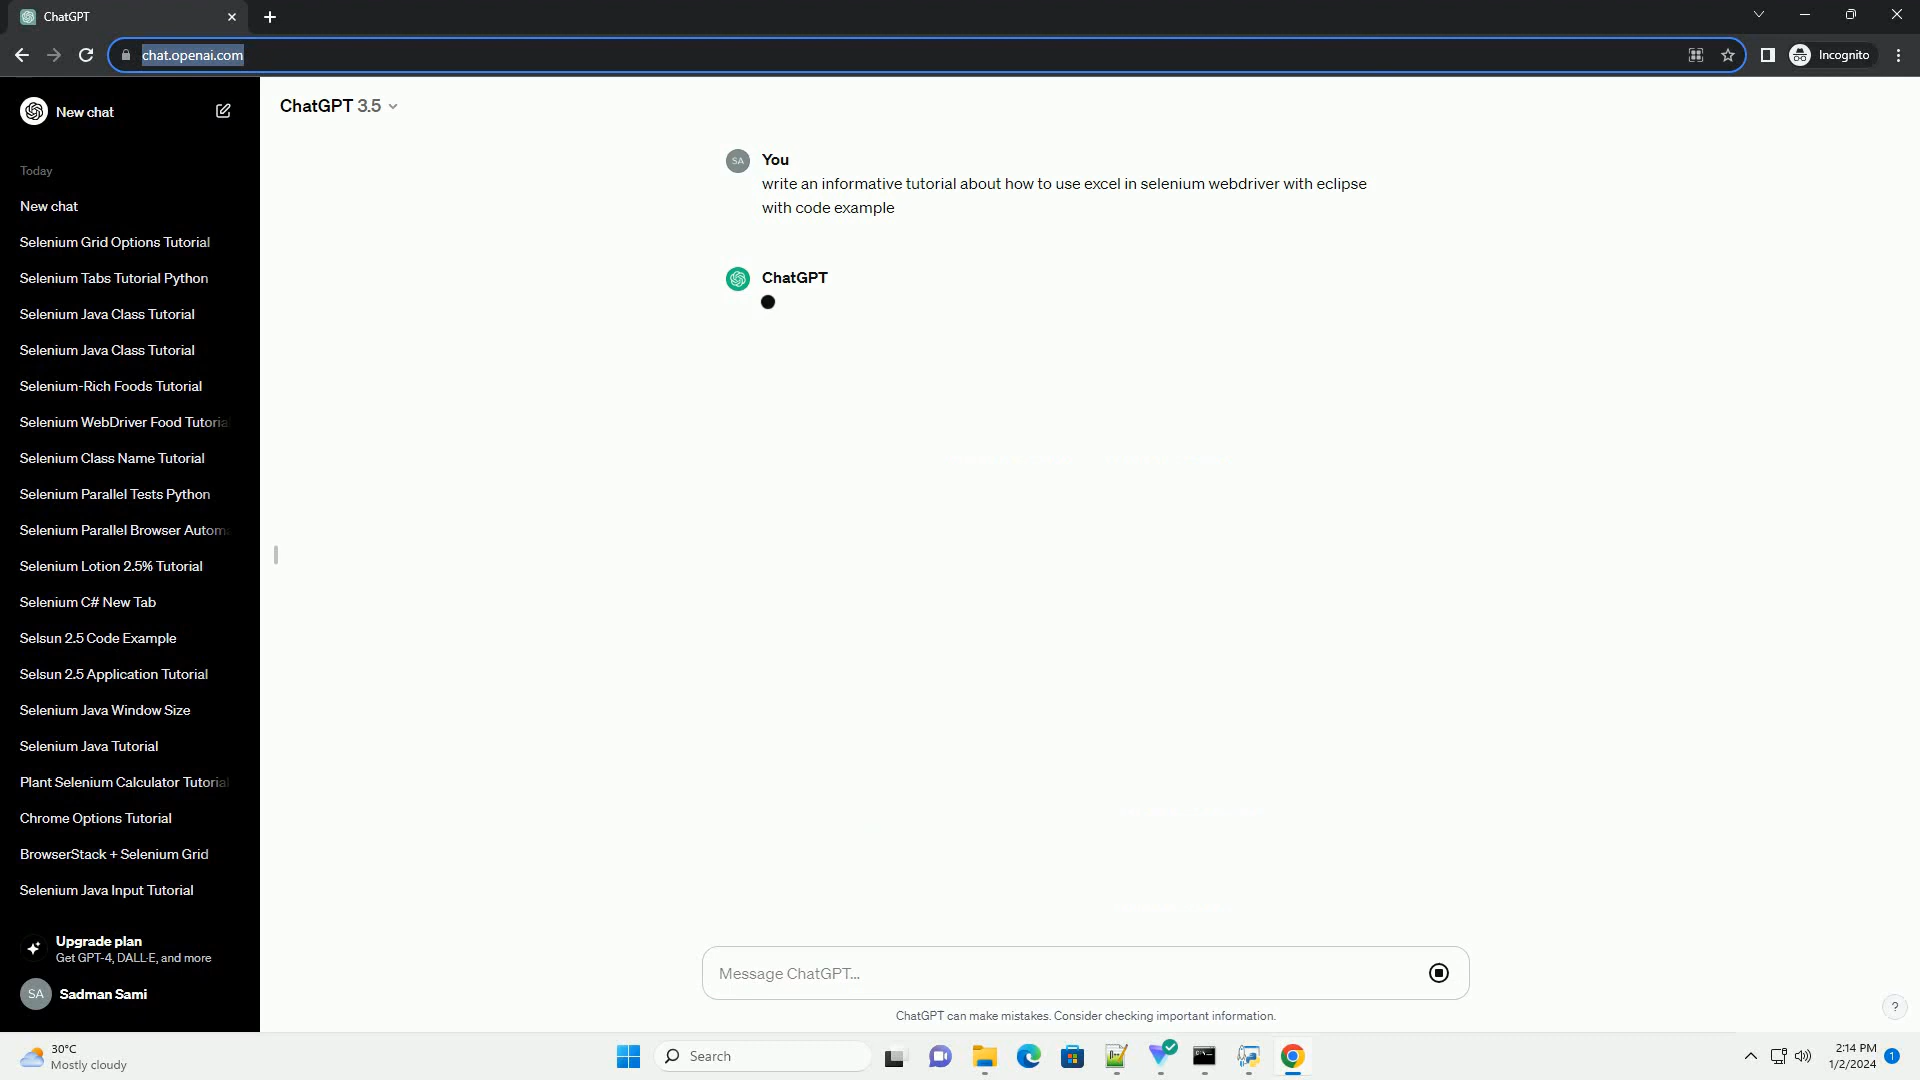 ChatGPT
chat.openai.com
Incognito
New chat
ChatGPT 3.5
Today
New chat
Selenium Grid Options Tutorial
Selenium Tabs Tutorial Python
Selenium Java Class Tutorial
Selenium Java Class Tutorial
Selenium-Rich Foods Tutorial
Selenium WebDriver Food Tutoria
Selenium Class Name Tutorial
Selenium Parallel Tests Python
Selenium Parallel Browser Autom
Selenium Lotion 2.5% Tutorial
Selenium C# New Tab
Selsun 2.5 Code Example
Selsun 2.5 Application Tutorial
Selenium Java Window Size
Selenium Java Tutorial
Plant Selenium Calculator Tutoria
Chrome Options Tutorial
BrowserStack + Selenium Grid
Selenium Java Input Tutorial
Upgrade plan
Get GPT-4, DALL·E, and more
SA
Sadman Sami
SA
You
write an informative tutorial about how to use excel in selenium webdriver with eclipse
with code example
ChatGPT
Message ChatGPT...
ChatGPT can make mistakes. Consider checking important information.
?
30°C
Mostly cloudy
Search
2:14 PM
1/2/2024
1